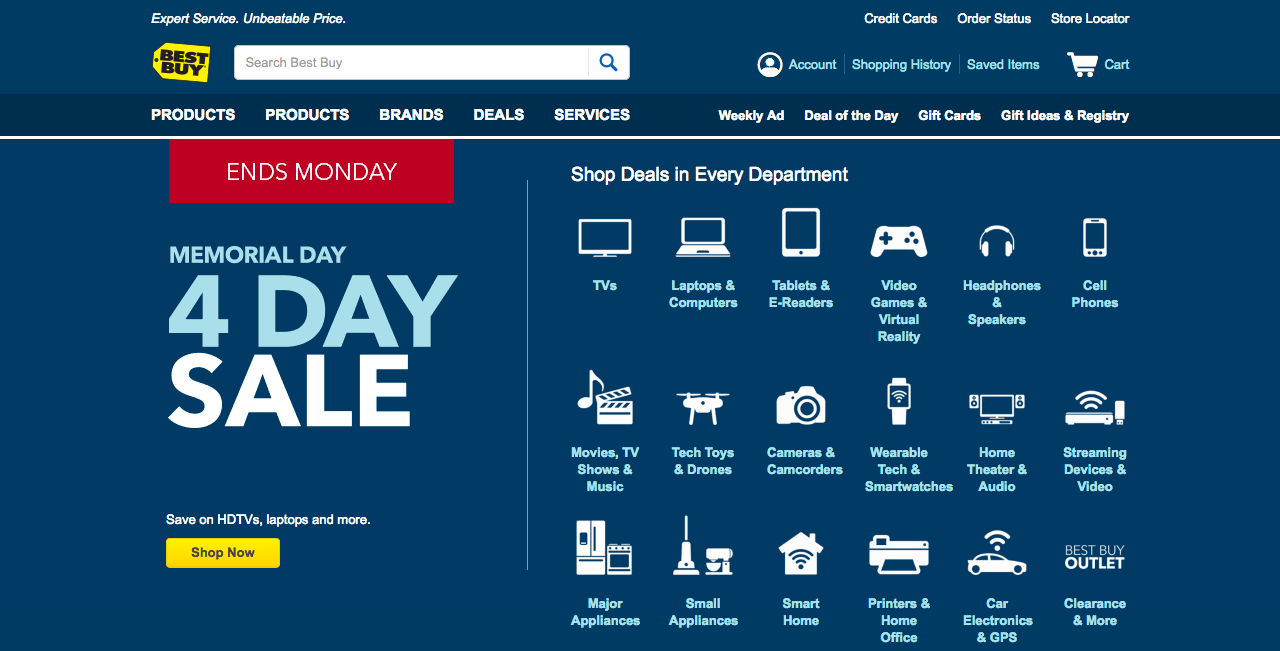 Expert Service. Unbeatable Price.
Credit Cards Order Status Store Locator
BEST
BUY
Search Best Buy
Account Shopping History Saved Items Cart
PRODUCTS PRODUCTS BRANDS DEALS SERVICES
Weekly Ad Deal of the Day Gift Cards Gift Ideas & Registry
ENDS MONDAY
MEMORIAL DAY
4 DAY
SALE
Save on HDTVs, laptops and more.
Shop Now
Shop Deals in Every Department
TVs
Laptops &
Computers
Tablets &
E-Readers
Video
Games &
Virtual
Reality
Headphones
&
Speakers
Cell
Phones
Movies, TV
Shows &
Music
Tech Toys
& Drones
Cameras &
Camcorders
Wearable
Tech &
Smartwatches
Home
Theater &
Audio
Streaming
Devices &
Video
Major
Appliances
Small
Appliances
Smart
Home
Printers &
Home
Office
Car
Electronics
& GPS
BEST BUY
OUTLET
Clearance
& More